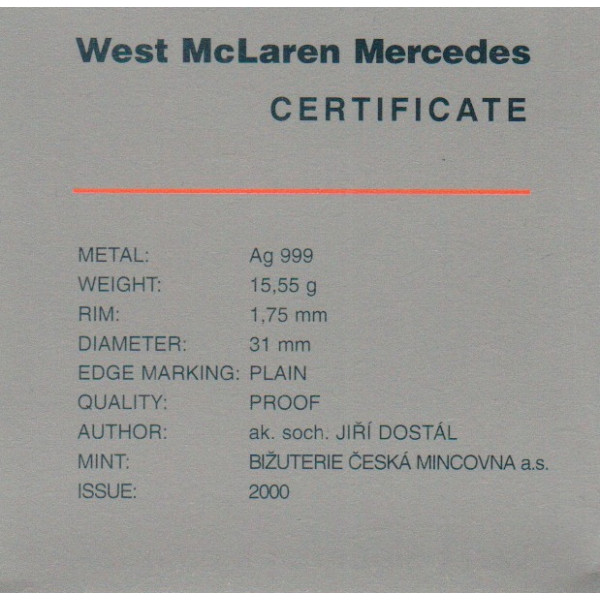 West McLaren Mercedes
CERTIFICATE
METAL: Ag 999
WEIGHT: 15,55 g
RIM: 1,75 mm
DIAMETER: 31 mm
EDGE MARKING: PLAIN
QUALITY: PROOF
AUTHOR: ak. soch. JIŘÍ DOSTÁL
MINT: BIŽUTERIE ČESKÁ MINCOVNA a.s.
ISSUE: 2000